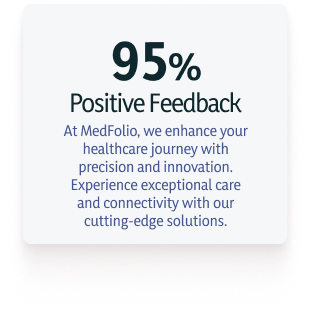 95%
Positive Feedback
At MedFolio, we enhance your
healthcare journey with
precision and innovation.
Experience exceptional care
and connectivity with our
cutting-edge solutions.